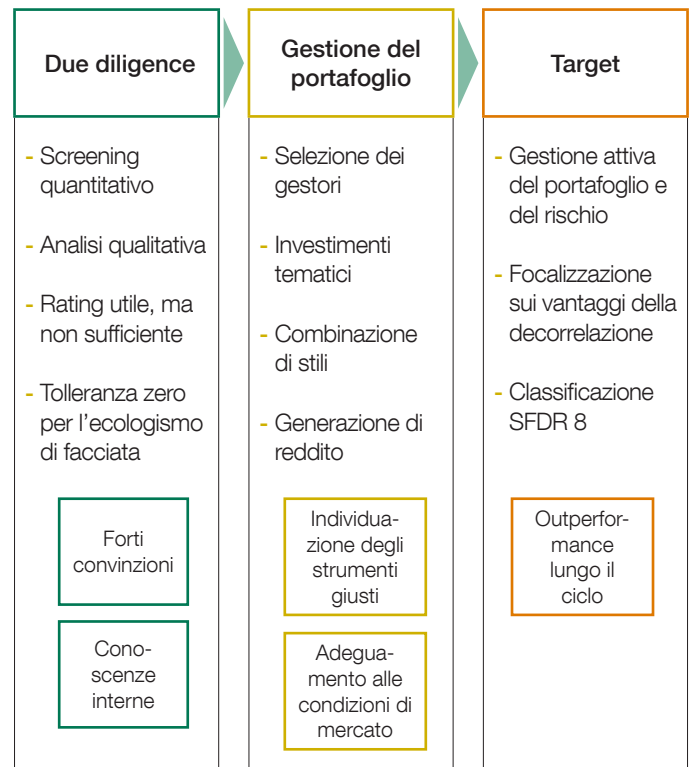 Due diligence
- Screening
quantitativo
- Analisi qualitativa
- Rating utile, ma
non sufficiente
- Tolleranza zero
per l’ecologismo
di facciata
Forti
convinzioni
Cono-
scenze
interne
Gestione del
portafoglio
- Selezione dei
gestori
- Investimenti
tematici
- Combinazione
di stili
- Generazione di
reddito
Individua-
zione degli
strumenti
giusti
Adegua-
mento alle
condizioni di
mercato
Target
- Gestione attiva
del portafoglio e
del rischio
- Focalizzazione
sui vantaggi della
decorrelazione
- Classificazione
SFDR 8
Outperfor-
mance
lungo il
ciclo